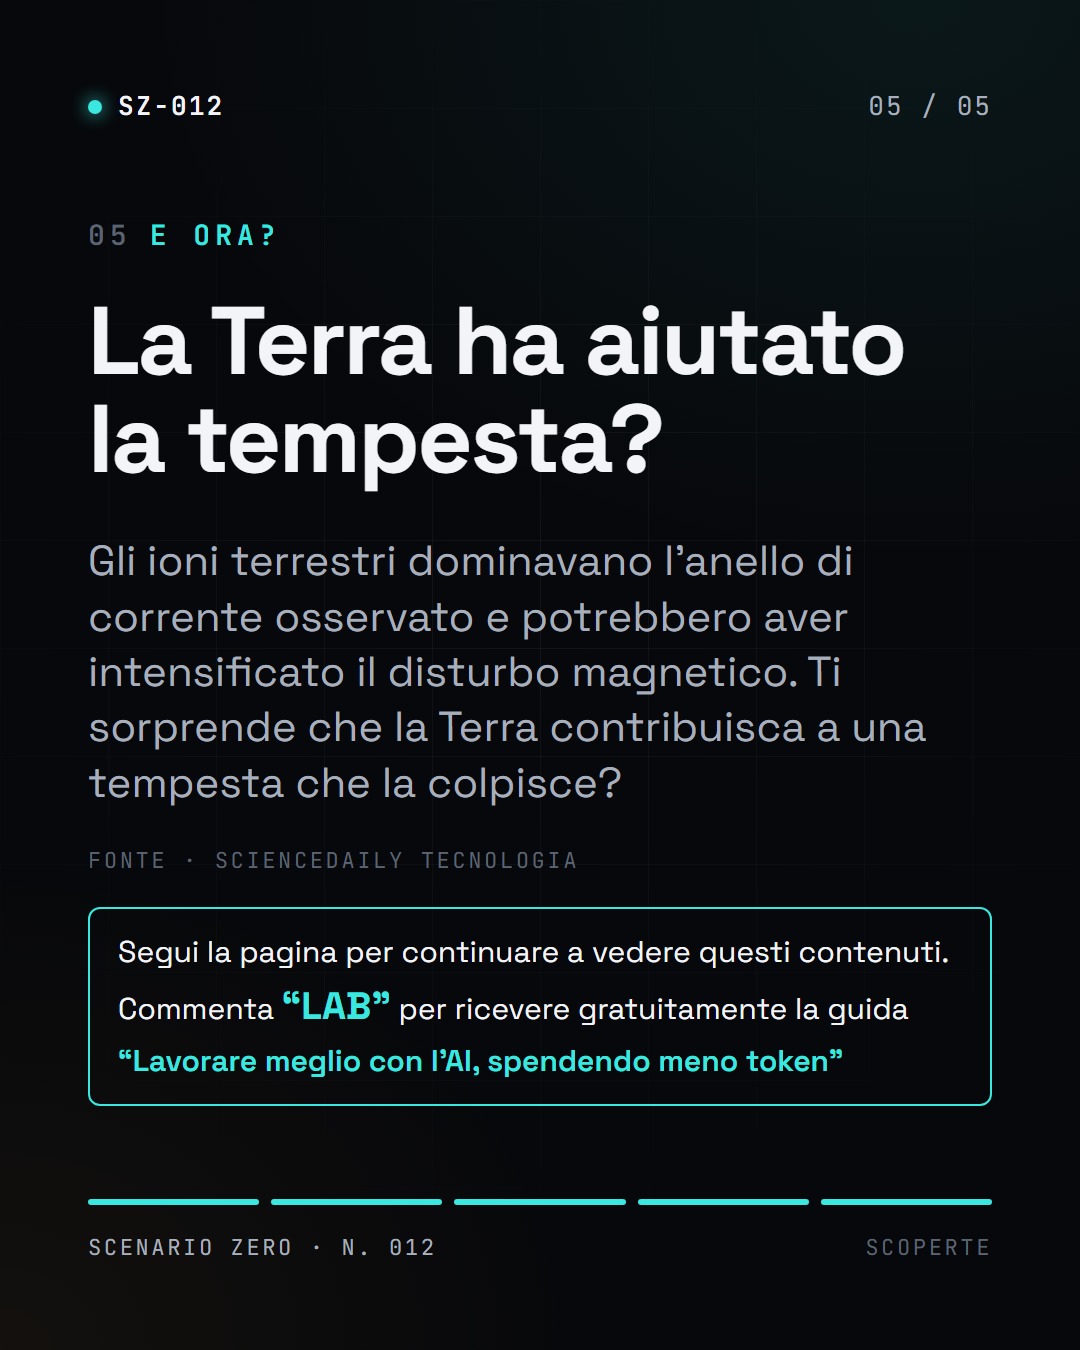 SZ-012
05 / 05
05 E ORA?
La Terra ha aiutato
la tempesta?
Gli ioni terrestri dominavano l’anello di
corrente osservato e potrebbero aver
intensificato il disturbo magnetico. Ti
sorprende che la Terra contribuisca a una
tempesta che la colpisce?
FONTE · SCIENCEDAILY TECNOLOGIA
Segui la pagina per continuare a vedere questi contenuti.
Commenta “LAB” per ricevere gratuitamente la guida
“Lavorare meglio con l’AI, spendendo meno token”
SCENARIO ZERO · N. 012
SCOPERTE